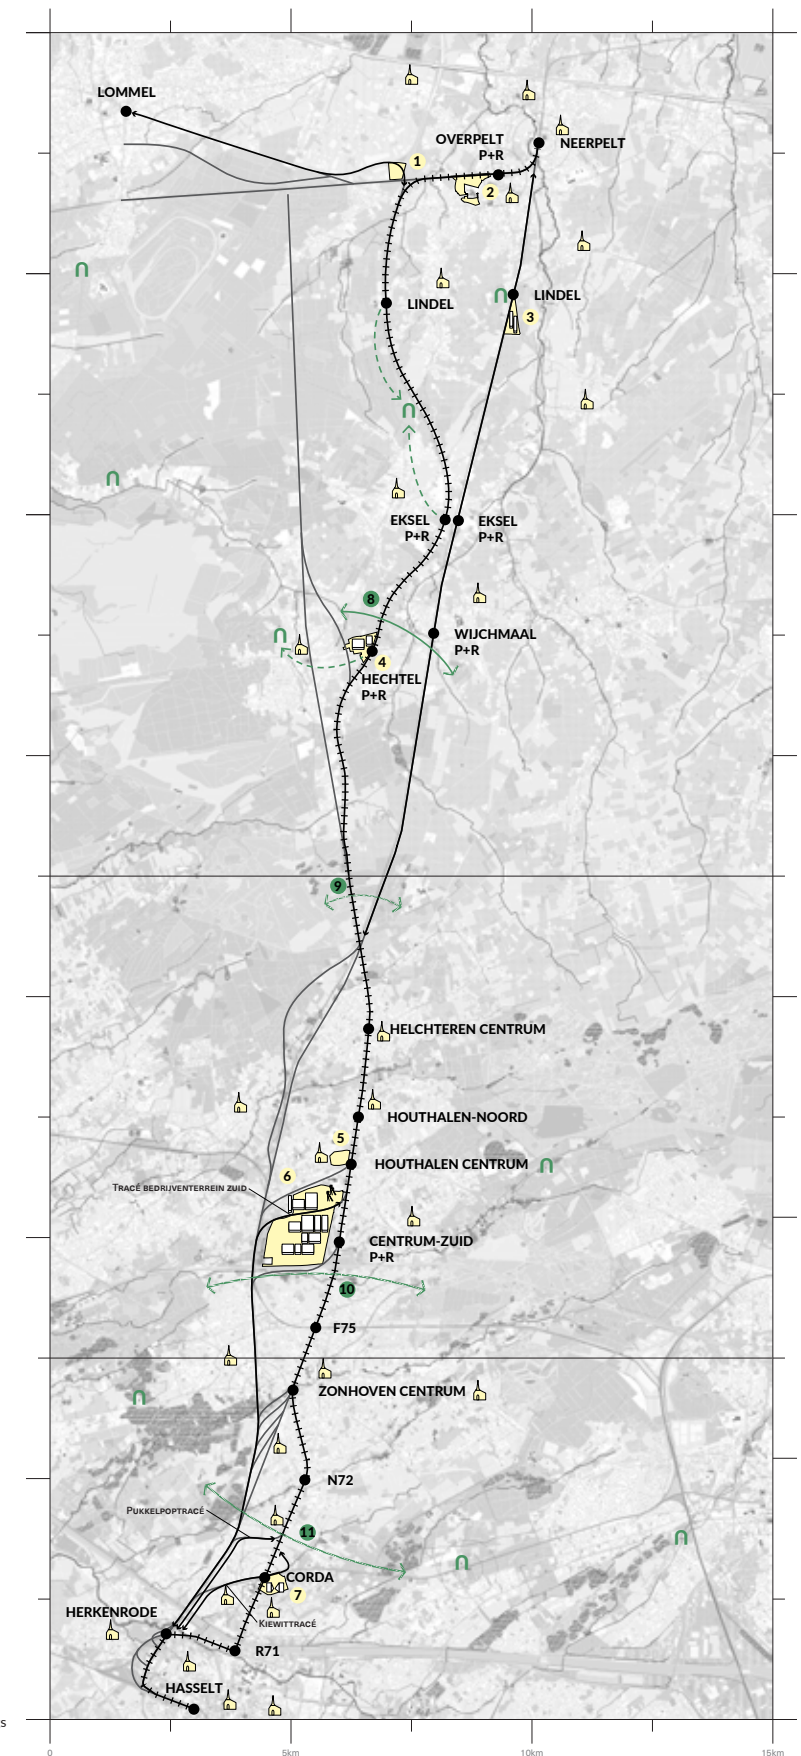 LOMMEL
OVERPELT
P+R
NEERPELT
1
2
LINDEL
LINDEL
3
EKSEL
P+R
EKSEL
P+R
8
WIJCHMAAL
P+R
4
HECHTEL
P+R
9
HELCHTEREN CENTRUM
HOUTHALEN-NOORD
5
HOUTHALEN CENTRUM
6
TRACÉ BEDRIJVENTERREIN ZUID
CENTRUM-ZUID
P+R
10
F75
ZONHOVEN CENTRUM
N72
PUKKELPOPTRACÉ
11
CORDA
7
HERKENRODE
KIEWITTRACÉ
R71
HASSELT
s
0
5km
10km
15km